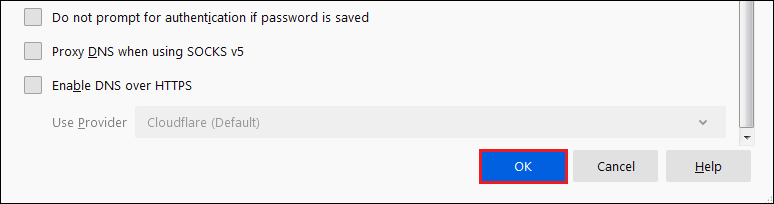 Do not prompt for authentication if password is saved
Proxy DNS when using SOCKS v5
Enable DNS over HTTPS
Use Provider Cloudflare (Default)
OK Cancel Help